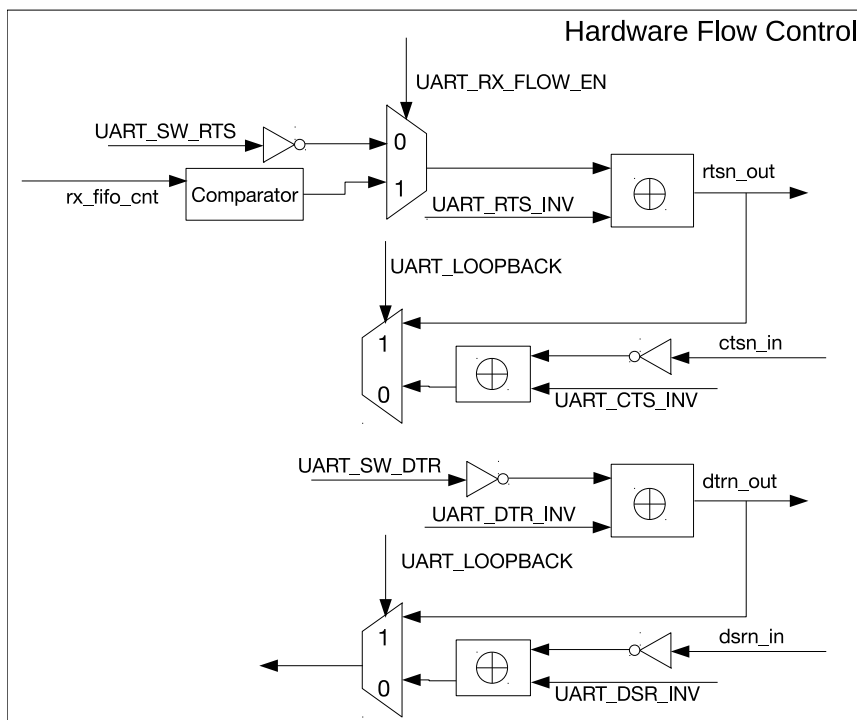 Hardware Flow Control
UART_RX_FLOW_EN
UART_SW_RTS
0
rx_fifo_cnt
Comparator
1
UART_RTS_INV
rtsn_out
UART_LOOPBACK
1
ctsn_in
0
UART_CTS_INV
UART_SW_DTR
dtrn_out
UART_DTR_INV
UART_LOOPBACK
1
dsrn_in
0
UART_DSR_INV